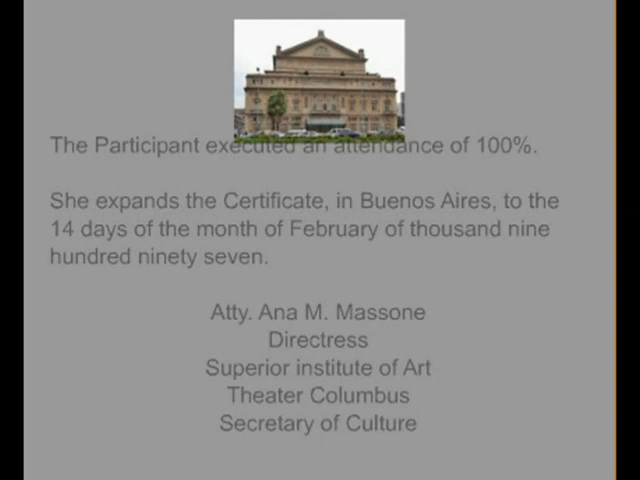 The Participant executed an attendance of 100%.
She expands the Certificate, in Buenos Aires, to the
14 days of the month of February of thousand nine
hundred ninety seven.
Atty. Ana M. Massone
Directress
Superior institute of Art
Theater Columbus
Secretary of Culture